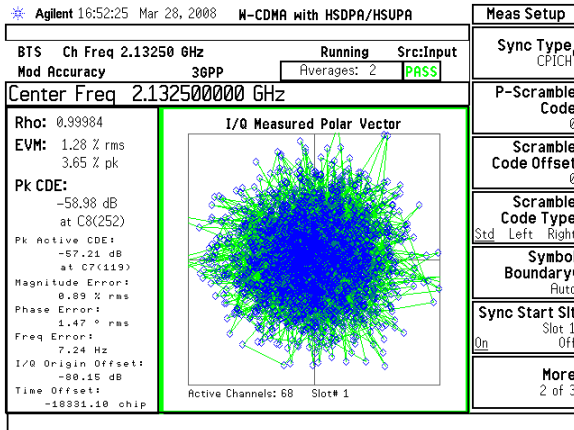 Agilent 16:52:25 Mar 28, 2008 W-CDMA with HSDPA/HSUPA
Meas Setup
BTS Ch Freq 2.13250 GHz Running Src:Input
Mod Accuracy 3GPP Averages: 2 PASS
Center Freq 2.132500000 GHz
Rho: 0.99984
EVM: 1.28 % rms
3.65 % pk
Pk CDE:
-58.98 dB
at C8(252)
Pk Active CDE:
-57.21 dB
at C7(119)
Magnitude Error:
0.89 % rms
Phase Error:
1.47 ° rms
Freq Error:
7.24 Hz
I/Q Origin Offset:
-80.15 dB
Time Offset:
-18331.10 chip
I/Q Measured Polar Vector
Active Channels: 68 Slot# 1
Sync Type
CPICH
P-Scramble
Code
0
Scramble
Code Offset
0
Scramble
Code Type
Std Left Right
Symbol
Boundary
Auto
Sync Start Slt
Slot 1
On Off
More
2 of 3